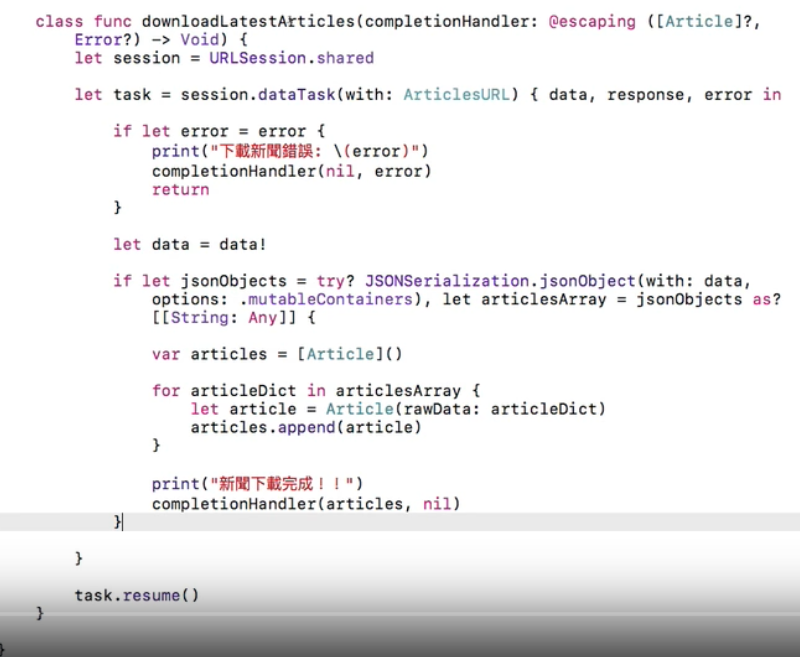 class func downloadLatestArticles(completionHandler: @escaping ([Article]?,
Error?) -> Void) {
let session = URLSession.shared
let task = session.dataTask(with: ArticlesURL) { data, response, error in
if let error = error {
print("下載新聞錯誤: \(error)")
completionHandler(nil, error)
return
}
let data = data!
if let jsonObjects = try? JSONSerialization.jsonObject(with: data,
options: .mutableContainers), let articlesArray = jsonObjects as?
[[String: Any]] {
var articles = [Article]()
for articleDict in articlesArray {
let article = Article(rawData: articleDict)
articles.append(article)
}
print("新聞下載完成！！")
completionHandler(articles, nil)
}
}
task.resume()
}
}